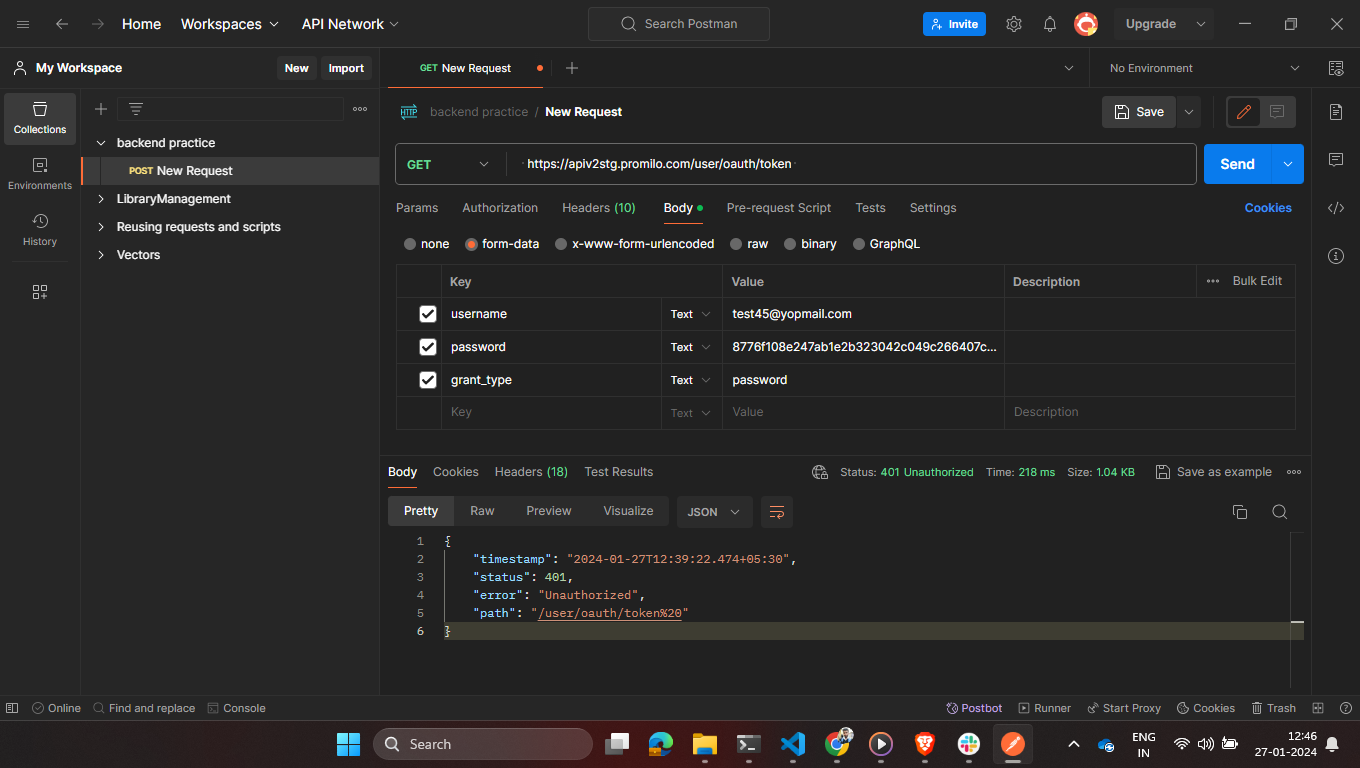 Home Workspaces API Network Search Postman Invite Upgrade
My Workspace New Import GET New Request No Environment
Collections
Environments
History
backend practice
POST New Request
LibraryManagement
Reusing requests and scripts
Vectors
HTTP backend practice / New Request Save
GET https://apiv2stg.promilo.com/user/oauth/token Send
Params Authorization Headers (10) Body Pre-request Script Tests Settings Cookies
none form-data x-www-form-urlencoded raw binary GraphQL
Key Value Description Bulk Edit
username Text test45@yopmail.com
password Text 8776f108e247ab1e2b323042c049c266407c...
grant_type Text password
Key Text Value Description
Body Cookies Headers (18) Test Results Status: 401 Unauthorized Time: 218 ms Size: 1.04 KB Save as example
Pretty Raw Preview Visualize JSON
1 {
2 "timestamp": "2024-01-27T12:39:22.474+05:30",
3 "status": 401,
4 "error": "Unauthorized",
5 "path": "/user/oauth/token%20"
6 }
Online Find and replace Console Postbot Runner Start Proxy Cookies Trash
Search ENG 12:46
IN 27-01-2024